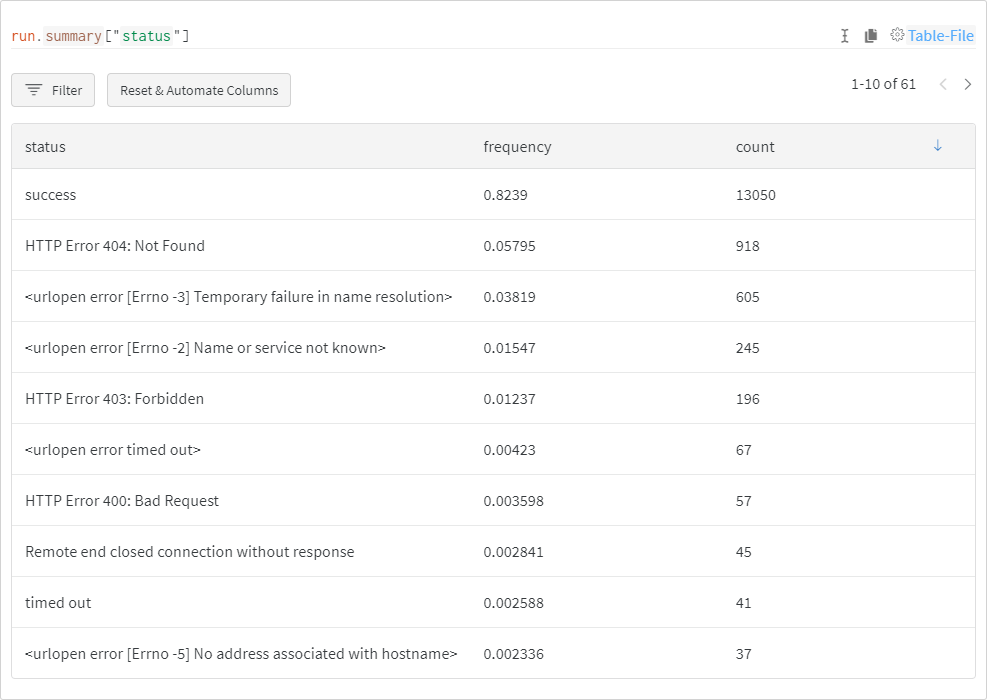 run.summary["status"]
Table-File
Filter
Reset & Automate Columns
1-10 of 61
status frequency count
success 0.8239 13050
HTTP Error 404: Not Found 0.05795 918
<urlopen error [Errno -3] Temporary failure in name resolution> 0.03819 605
<urlopen error [Errno -2] Name or service not known> 0.01547 245
HTTP Error 403: Forbidden 0.01237 196
<urlopen error timed out> 0.00423 67
HTTP Error 400: Bad Request 0.003598 57
Remote end closed connection without response 0.002841 45
timed out 0.002588 41
<urlopen error [Errno -5] No address associated with hostname> 0.002336 37